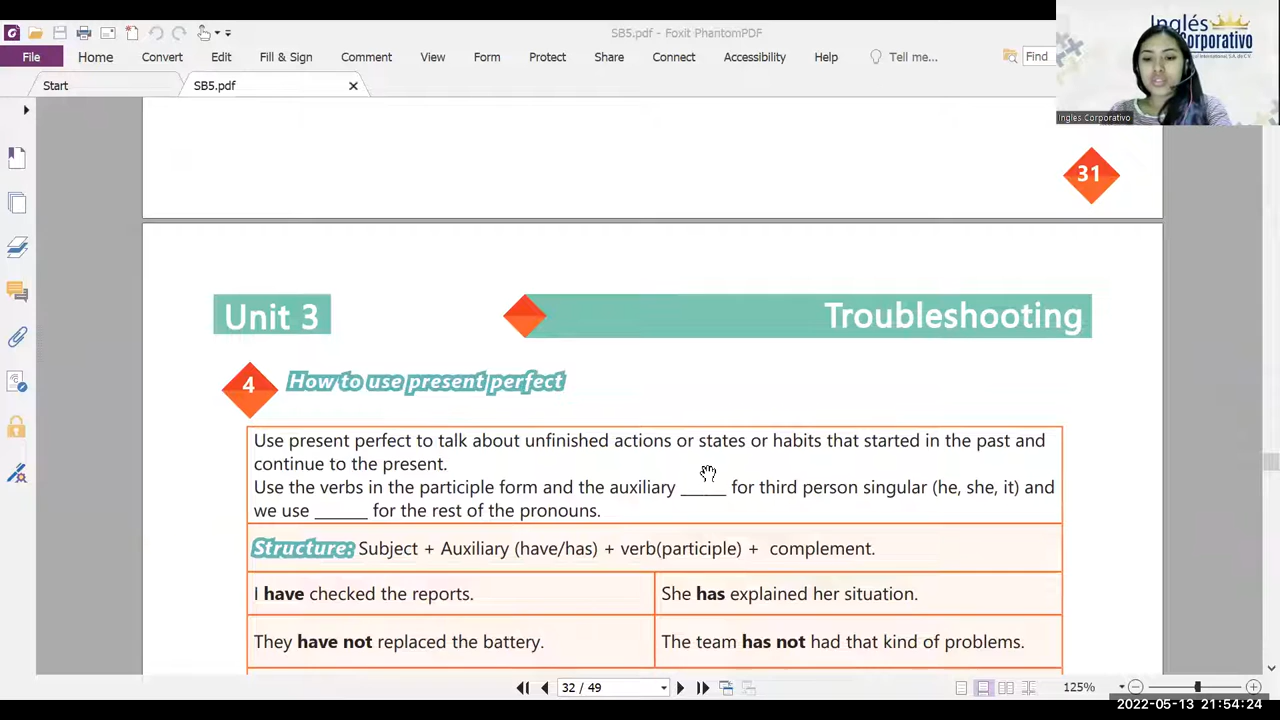 SB5.pdf - Foxit PhantomPDF
File Home Convert Edit Fill & Sign Comment View Form Protect Share Connect Accessibility Help Tell me... Find
Start SB5.pdf
Inglés
Corporativo
Ingles Corporativo
31
Unit 3 Troubleshooting
4 How to use present perfect
Use present perfect to talk about unfinished actions or states or habits that started in the past and
continue to the present.
Use the verbs in the participle form and the auxiliary _____ for third person singular (he, she, it) and
we use ______ for the rest of the pronouns.
Structure: Subject + Auxiliary (have/has) + verb(participle) + complement.
I have checked the reports. She has explained her situation.
They have not replaced the battery. The team has not had that kind of problems.
32 / 49 125%
2022-05-13 21:54:24